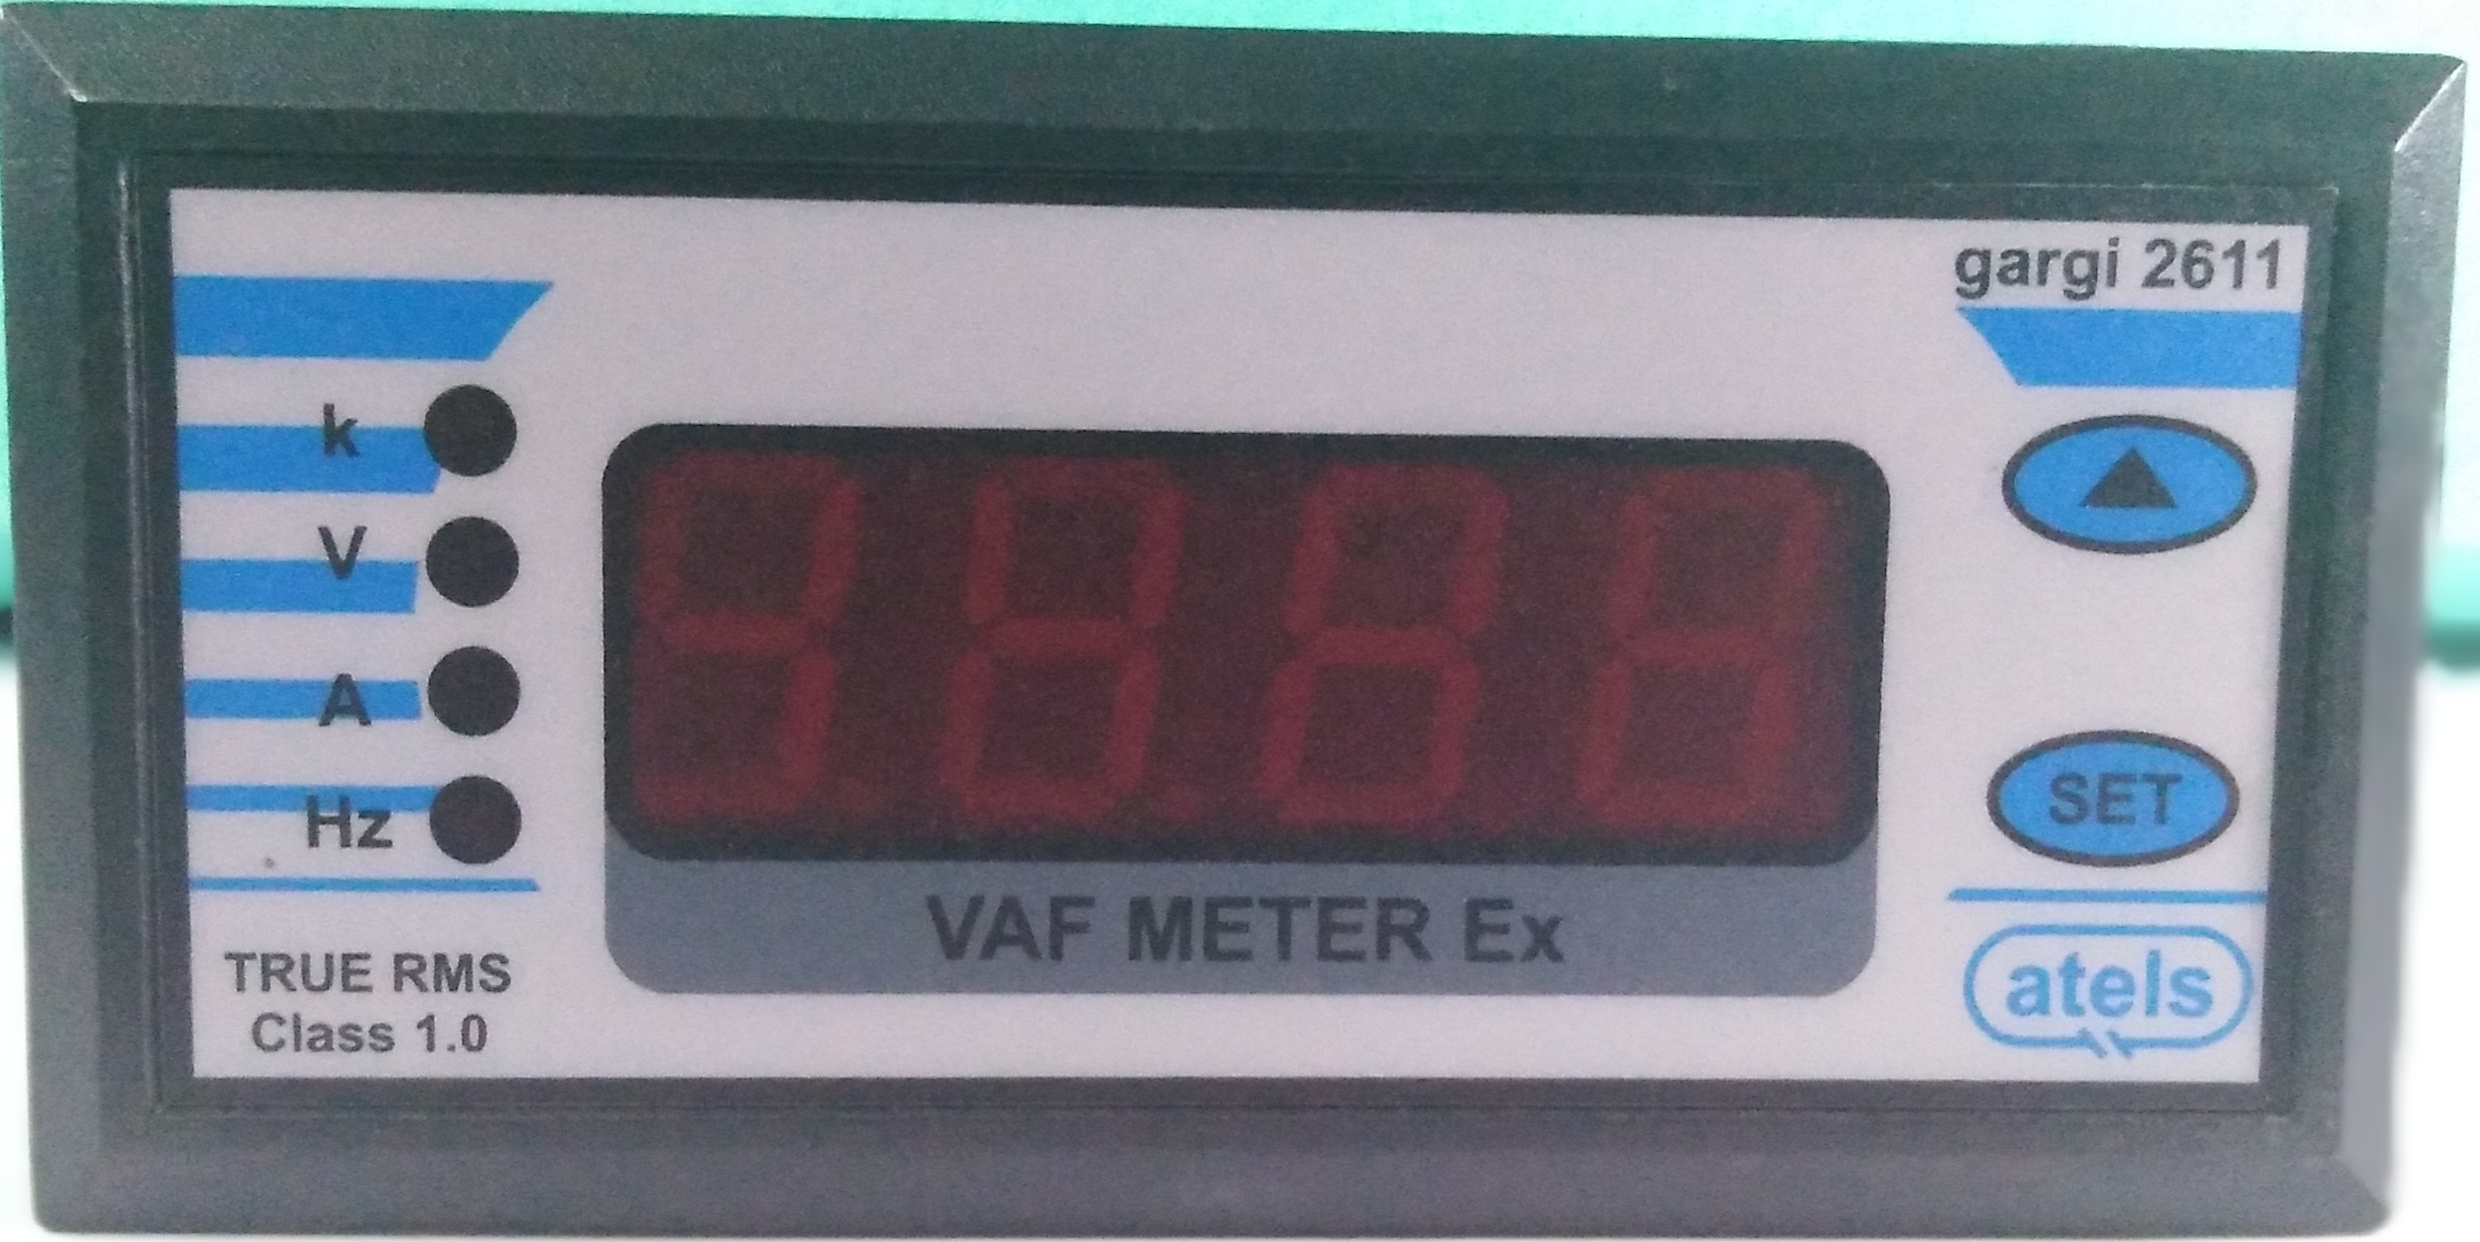 gargi 2611
k
V
A
Hz
SET
VAF METER Ex
TRUE RMS
Class 1.0
atels